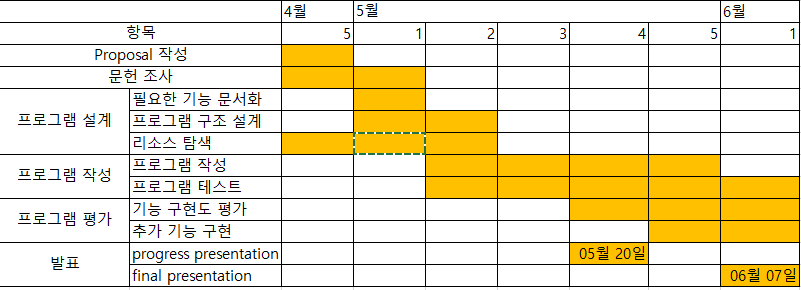 4월 5월 6월
항목 5 1 2 3 4 5 1
Proposal 작성
문헌 조사
프로그램 설계 필요한 기능 문서화
프로그램 구조 설계
리소스 탐색
프로그램 작성 프로그램 작성
프로그램 테스트
프로그램 평가 기능 구현도 평가
추가 기능 구현
발표 progress presentation 05월 20일
final presentation 06월 07일